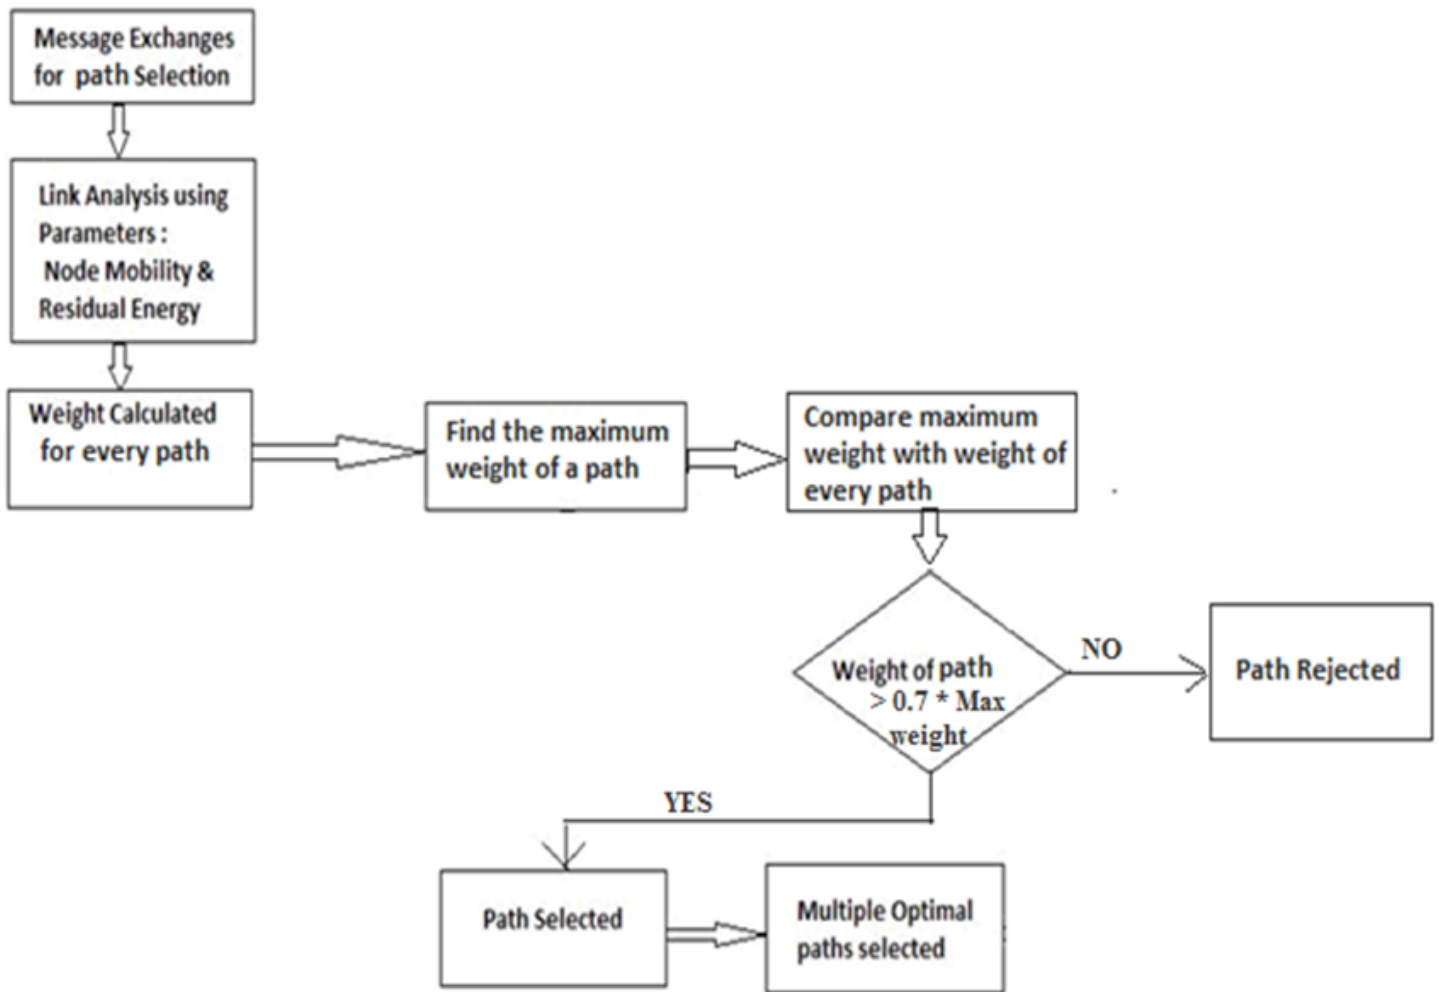 Message Exchanges
for path Selection
Link Analysis using
Parameters :
Node Mobility &
Residual Energy
Weight Calculated
for every path
Find the maximum
weight of a path
Compare maximum
weight with weight of
every path
Weight of path
> 0.7 * Max
weight
NO
Path Rejected
YES
Path Selected
Multiple Optimal
paths selected